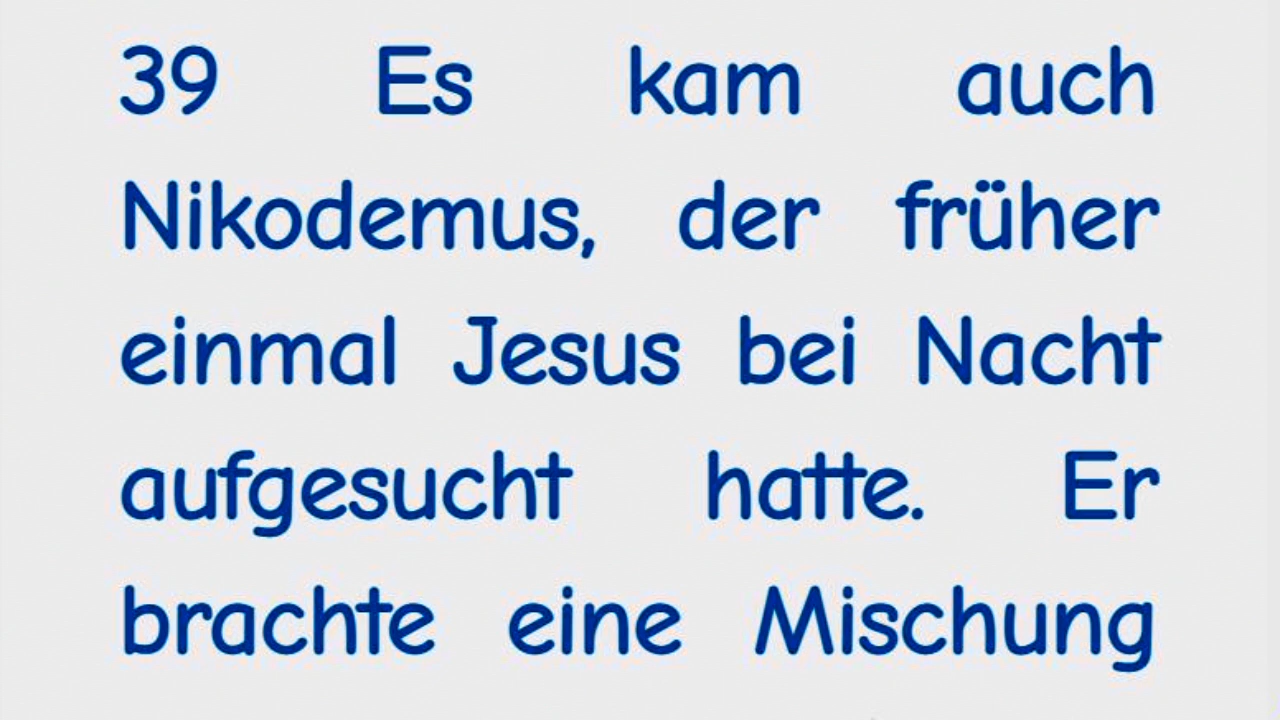 39 Es kam auch
Nikodemus, der früher
einmal Jesus bei Nacht
aufgesucht hatte. Er
brachte eine Mischung